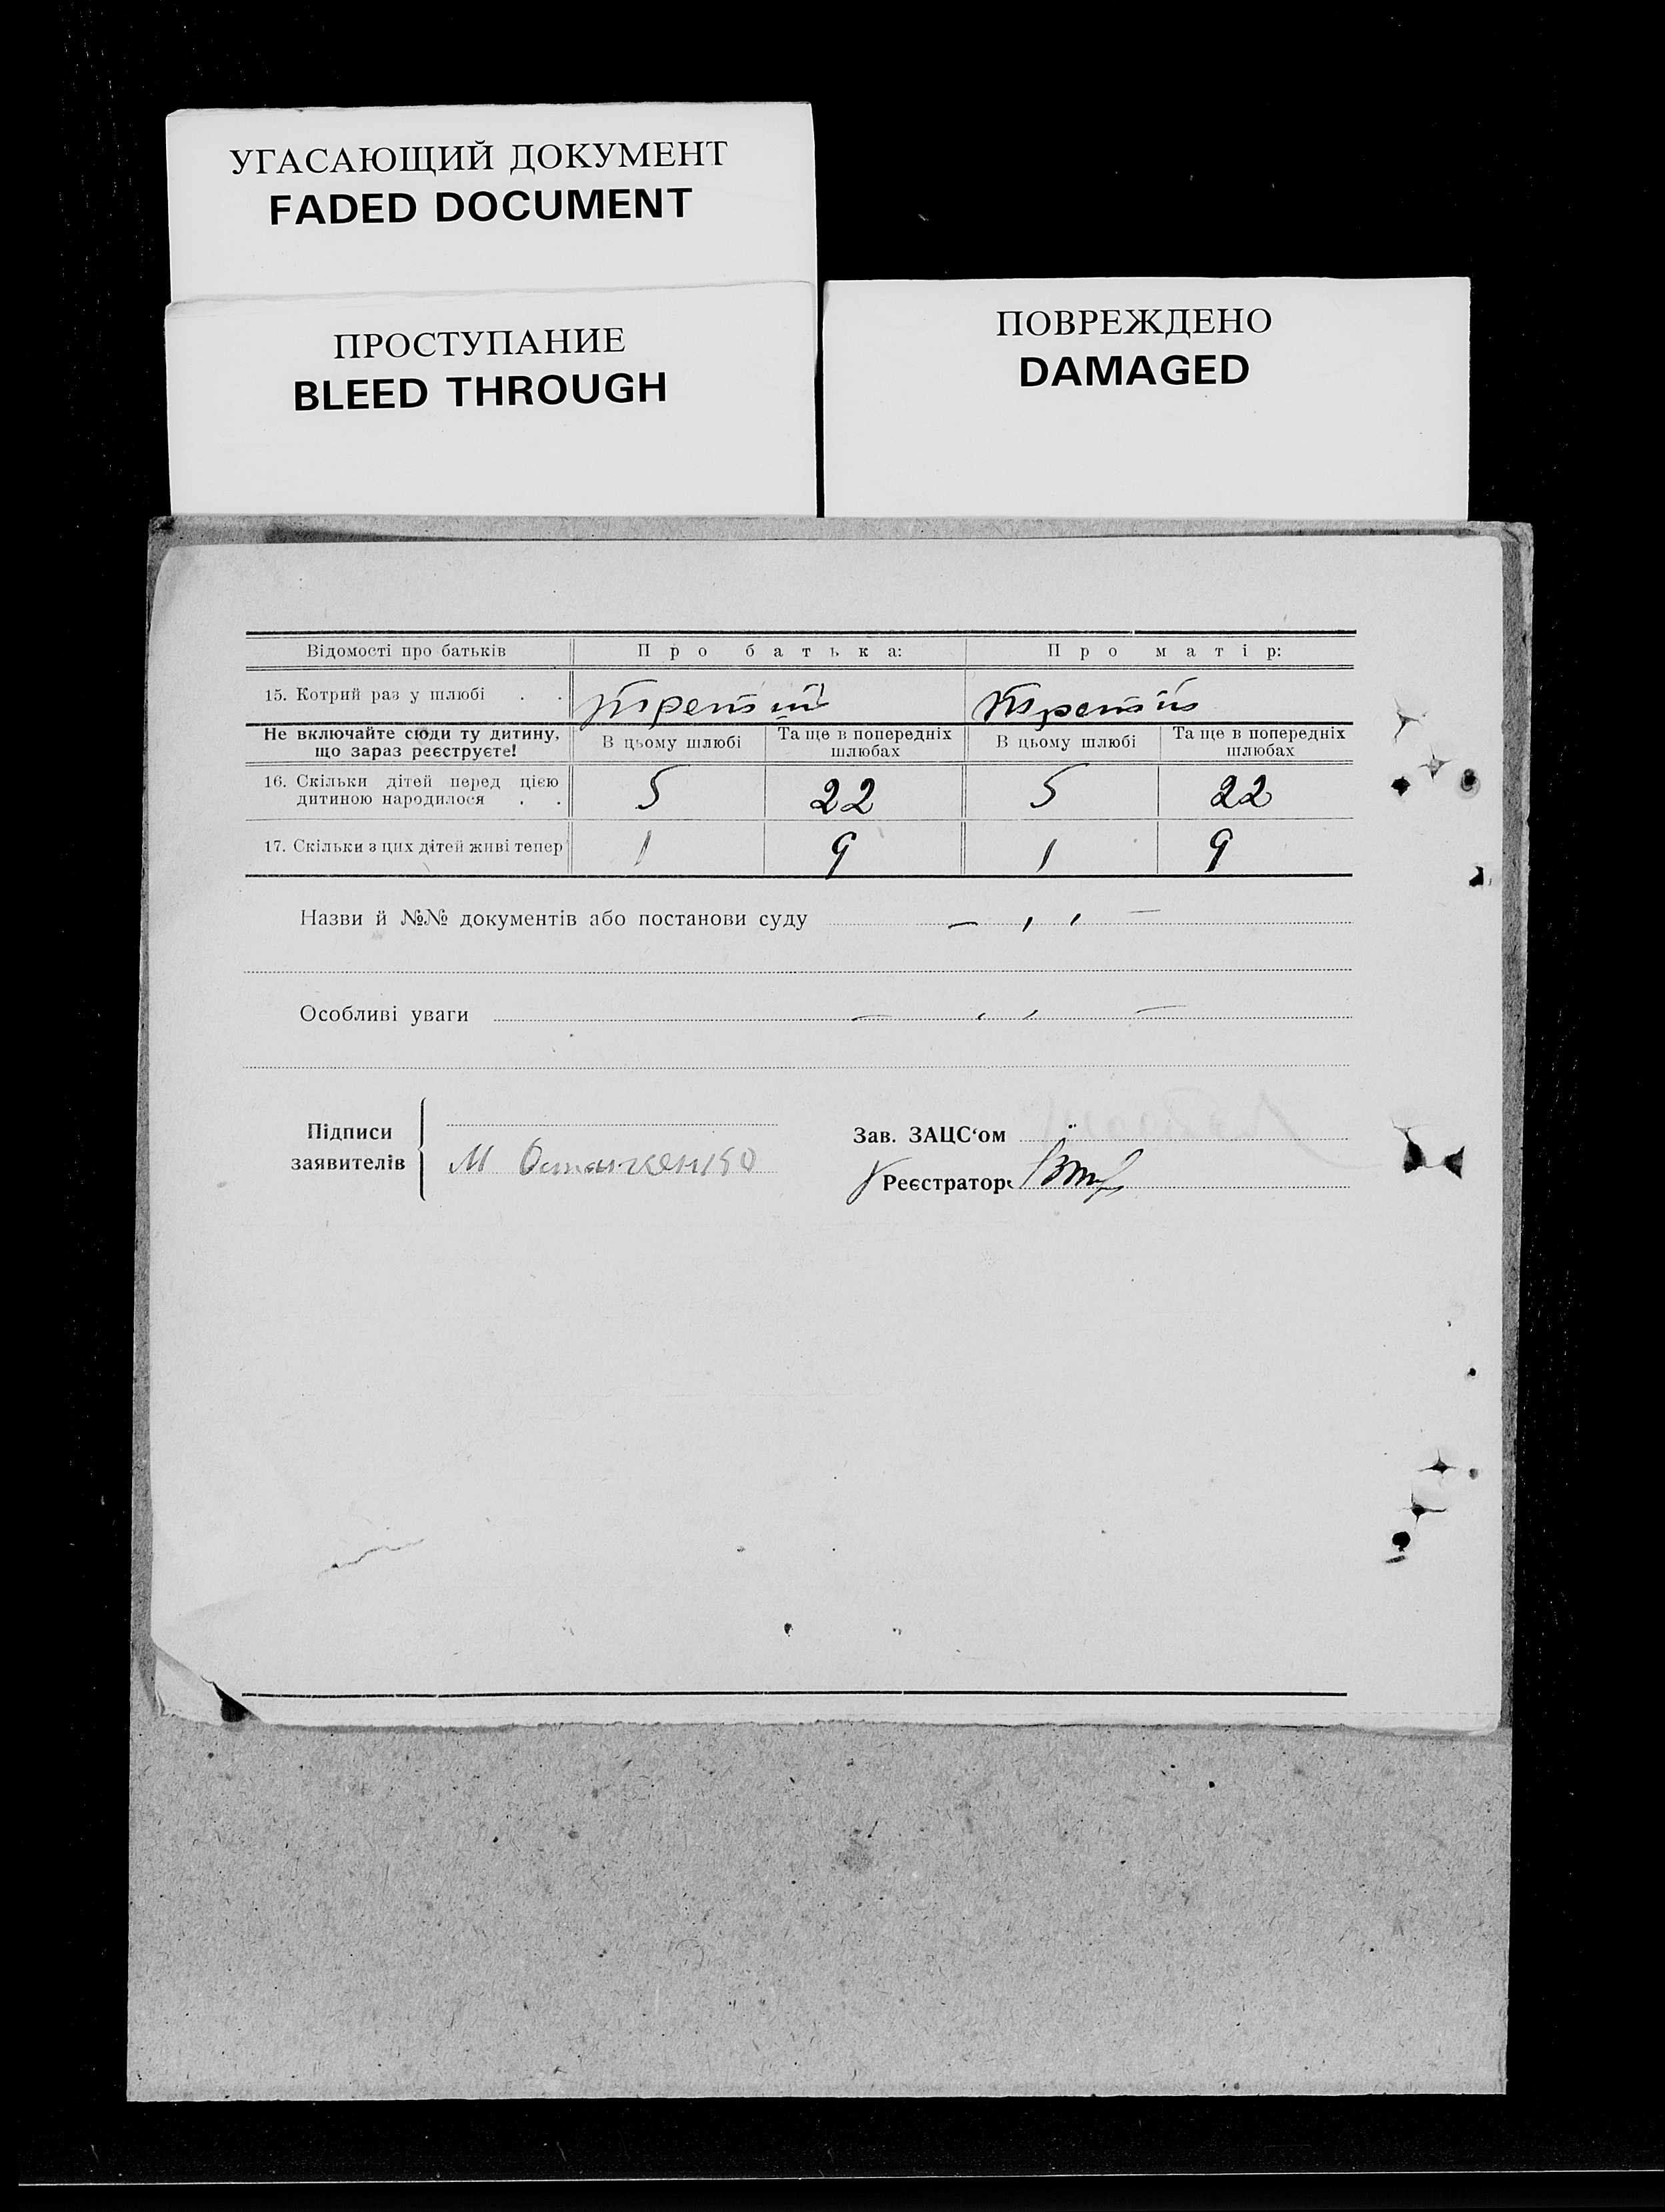 УГАСАЮЩИЙ ДОКУМЕНТ
FADED DOCUMENT
ПРОСТУПАНИЕ
BLEED THROUGH
ПОВРЕЖДЕНО
DAMAGED
Відомості про батьків Про батька: Про матір:
15. Котрий раз у шлюбі . . третій третій
Не включайте сюди ту дитину, що зараз реєструєте! В цьому шлюбі Та ще в попередніх шлюбах В цьому шлюбі Та ще в попередніх шлюбах
16. Скільки дітей перед цією дитиною народилося . . 5 22 5 22
17. Скільки з цих дітей живі тепер 1 9 1 9
Назви й №№ документів або постанови суду — ‚ ‚ —
Особливі уваги — ‚ ‚ —
Підписи заявителів
М
Зав. ЗАЦС‘ом
Реєстратор